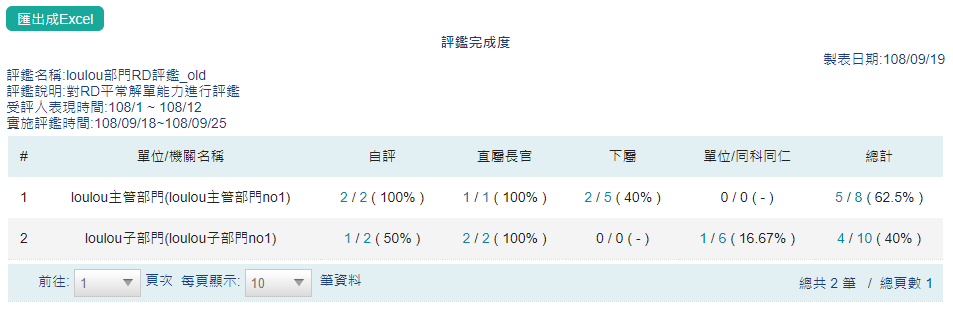 匯出成Excel
評鑑完成度
製表日期:108/09/19
評鑑名稱:loulou部門RD評鑑_old
評鑑說明:對RD平常解單能力進行評鑑
受評人表現時間:108/1 ~ 108/12
實施評鑑時間:108/09/18~108/09/25
# 單位/機關名稱 自評 直屬長官 下屬 單位/同科同仁 總計
1 loulou主管部門(loulou主管部門no1) 2 / 2 ( 100% ) 1 / 1 ( 100% ) 2 / 5 ( 40% ) 0 / 0 ( - ) 5 / 8 ( 62.5% )
2 loulou子部門(loulou子部門no1) 1 / 2 ( 50% ) 2 / 2 ( 100% ) 0 / 0 ( - ) 1 / 6 ( 16.67% ) 4 / 10 ( 40% )
前往: 1 頁次 每頁顯示: 10 筆資料 總共 2 筆 / 總頁數 1